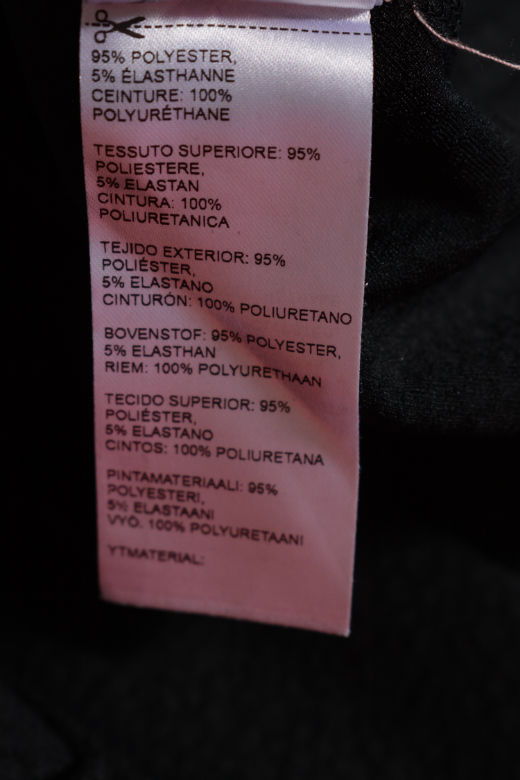 95% POLYESTER,
5% ÉLASTHANNE
CEINTURE: 100%
POLYURÉTHANE
TESSUTO SUPERIORE: 95%
POLIESTERE,
5% ELASTAN
CINTURA: 100%
POLIURETANICA
TEJIDO EXTERIOR: 95%
POLIÉSTER,
5% ELASTANO
CINTURÓN: 100% POLIURETANO
BOVENSTOF: 95% POLYESTER,
5% ELASTHAN
RIEM: 100% POLYURETHAAN
TECIDO SUPERIOR: 95%
POLIÉSTER,
5% ELASTANO
CINTOS: 100% POLIURETANA
PINTAMATERIAALI: 95%
POLYESTERI,
5% ELASTAANI
VYÖ. 100% POLYURETAANI
YTMATERIAL: